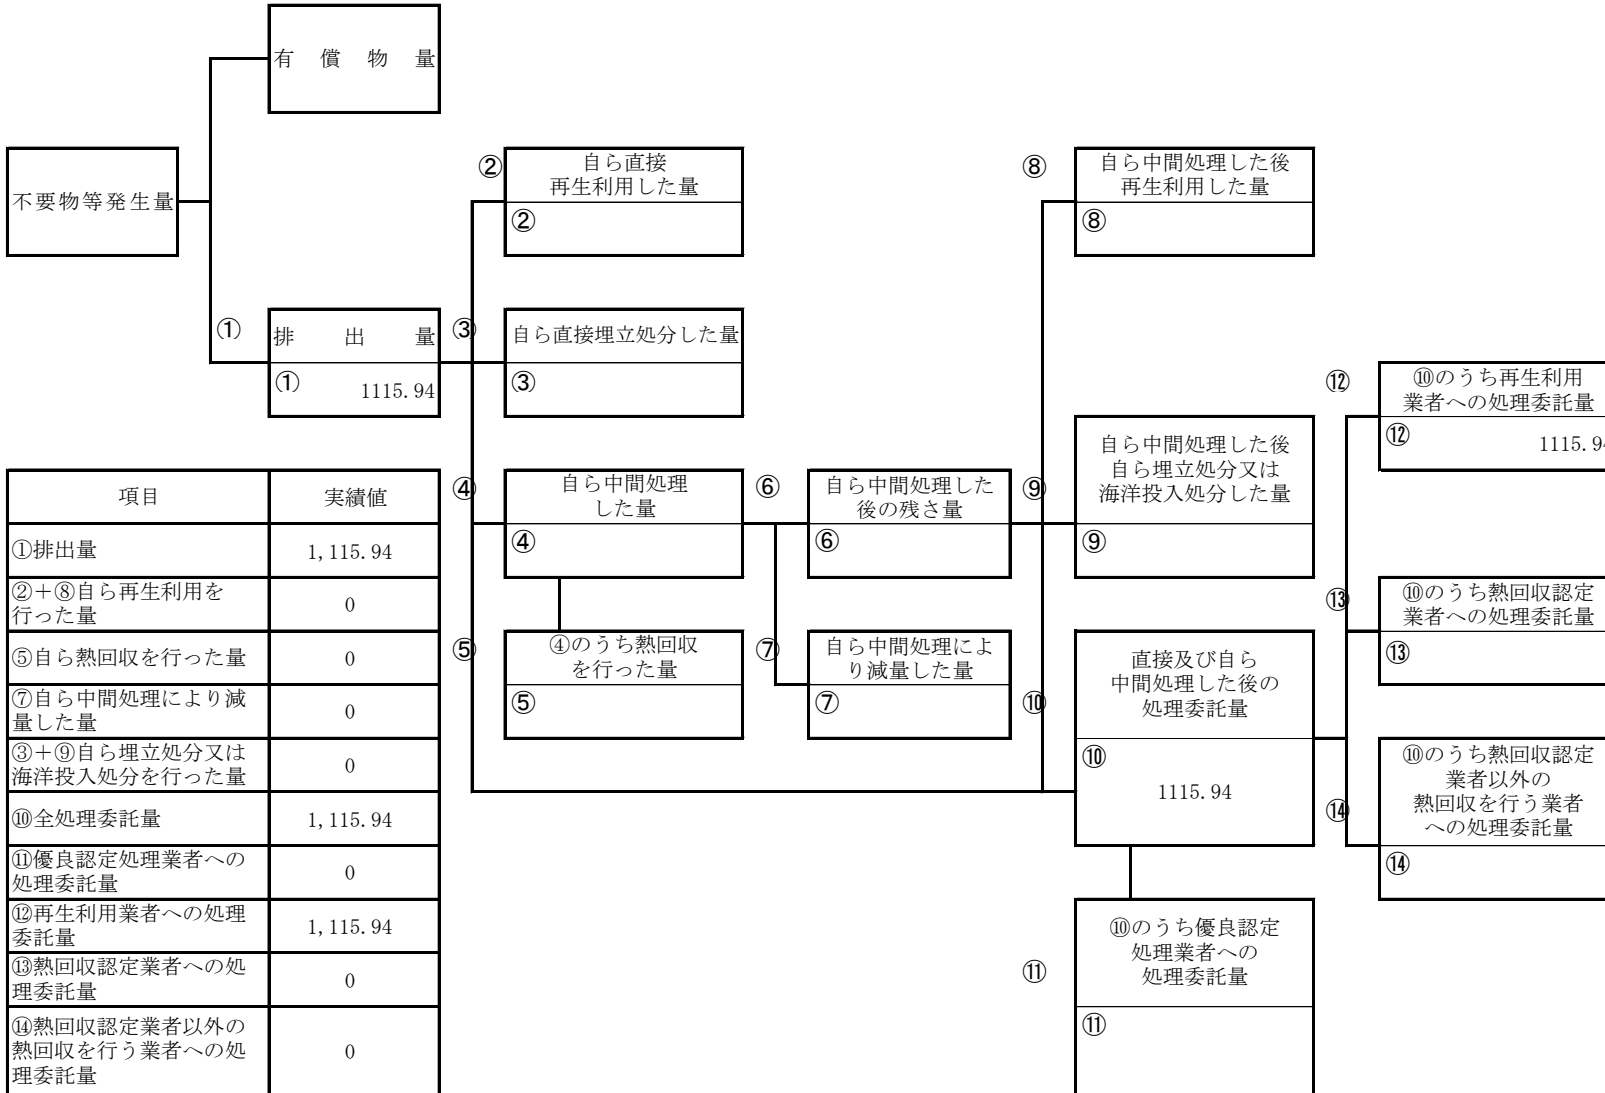 有償物量
不要物等発生量
②
自ら直接
再生利用した量
②
⑧
自ら中間処理した後
再生利用した量
⑧
①
排出量
① 1115.94
③
自ら直接埋立処分した量
③
⑫
⑩のうち再生利用
業者への処理委託量
⑫ 1115.94
⑨
自ら中間処理した後
自ら埋立処分又は
海洋投入処分した量
⑨
④
自ら中間処理
した量
④
⑥
自ら中間処理した
後の残さ量
⑥
⑬
⑩のうち熱回収認定
業者への処理委託量
⑬
⑤
④のうち熱回収
を行った量
⑤
⑦
自ら中間処理によ
り減量した量
⑦
⑩
直接及び自ら
中間処理した後の
処理委託量
⑩
1115.94
⑭
⑩のうち熱回収認定
業者以外の
熱回収を行う業者
への処理委託量
⑭
⑪
⑩のうち優良認定
処理業者への
処理委託量
⑪
項目 実績値
①排出量 1,115.94
②＋⑧自ら再生利用を
行った量 0
⑤自ら熱回収を行った量 0
⑦自ら中間処理により減
量した量 0
③＋⑨自ら埋立処分又は
海洋投入処分を行った量 0
⑩全処理委託量 1,115.94
⑪優良認定処理業者への
処理委託量 0
⑫再生利用業者への処理
委託量 1,115.94
⑬熱回収認定業者への処
理委託量 0
⑭熱回収認定業者以外の
熱回収を行う業者への処
理委託量 0